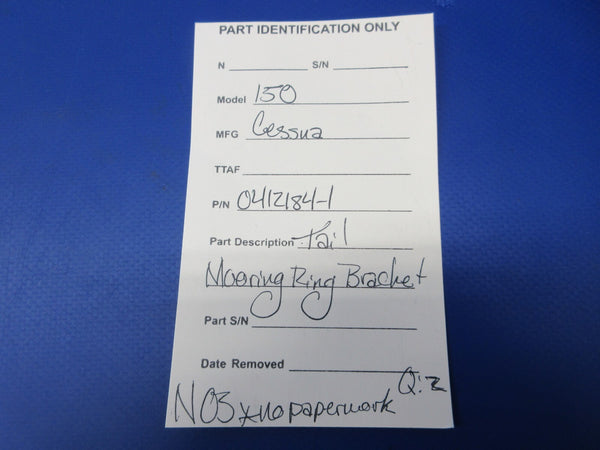 PART IDENTIFICATION ONLY
N S/N
Model 150
MFG Cessna
TTAF
P/N 0412184-1
Part Description Tail
Mooring Ring Bracket
Part S/N
Date Removed
Q:2
NOS *no paperwork